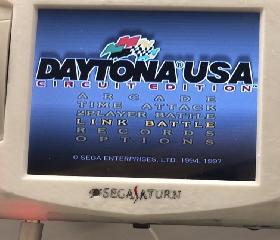 DAYTONA USA
CIRCUIT EDITION
ARCADE
TIME ATTACK
2PLAYER BATTLE
LINK BATTLE
RECORDS
OPTIONS
© SEGA ENTERPRISES, LTD. 1994, 1997
SEGA SATURN